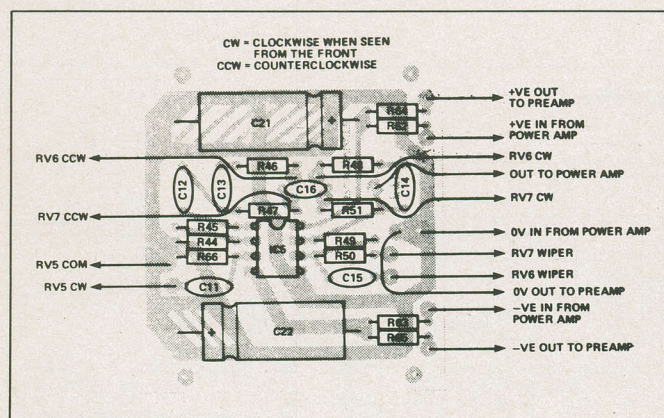 CW = CLOCKWISE WHEN SEEN
FROM THE FRONT
CCW = COUNTERCLOCKWISE
C21
+
R64
R62
+VE OUT
TO PREAMP
+VE IN FROM
POWER AMP
RV6 CCW
R46
R48
RV6 CW
OUT TO POWER AMP
C12
C13
C16
C14
RV7 CW
RV7 CCW
R47
R51
R45
R44
R66
IC5
R49
R50
0V IN FROM POWER AMP
RV7 WIPER
RV5 COM
RV5 CW
C11
C15
RV6 WIPER
0V OUT TO PREAMP
+
C22
R63
R65
–VE IN FROM
POWER AMP
–VE OUT TO PREAMP